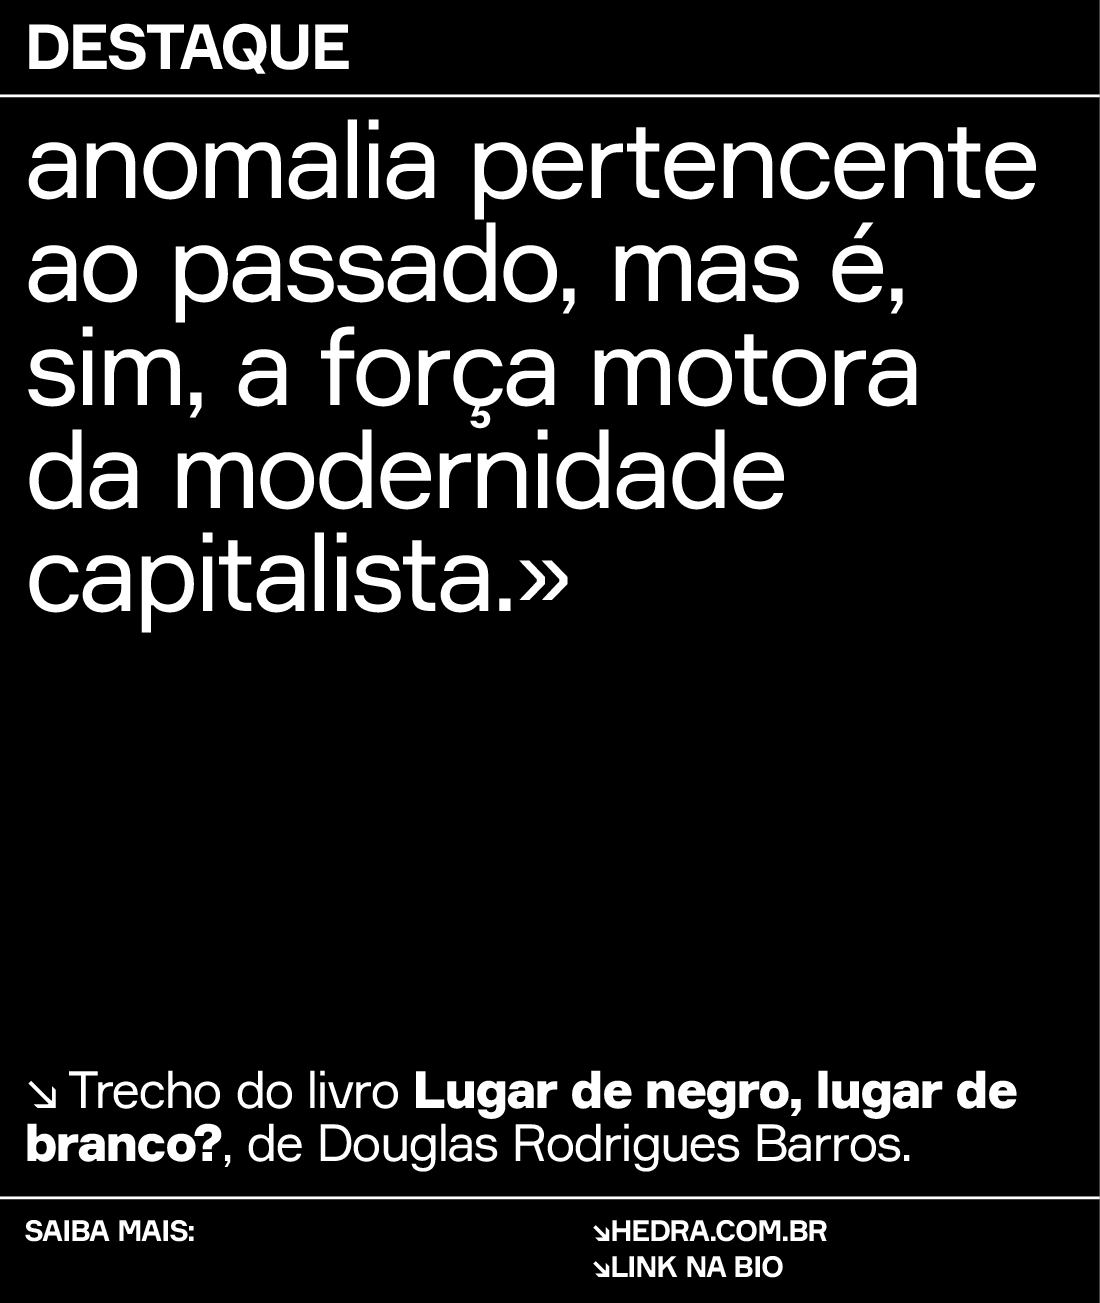 DESTAQUE
anomalia pertencente
ao passado, mas é,
sim, a força motora
da modernidade
capitalista.»
↘ Trecho do livro Lugar de negro, lugar de
branco?, de Douglas Rodrigues Barros.
SAIBA MAIS:
↘HEDRA.COM.BR
↘LINK NA BIO